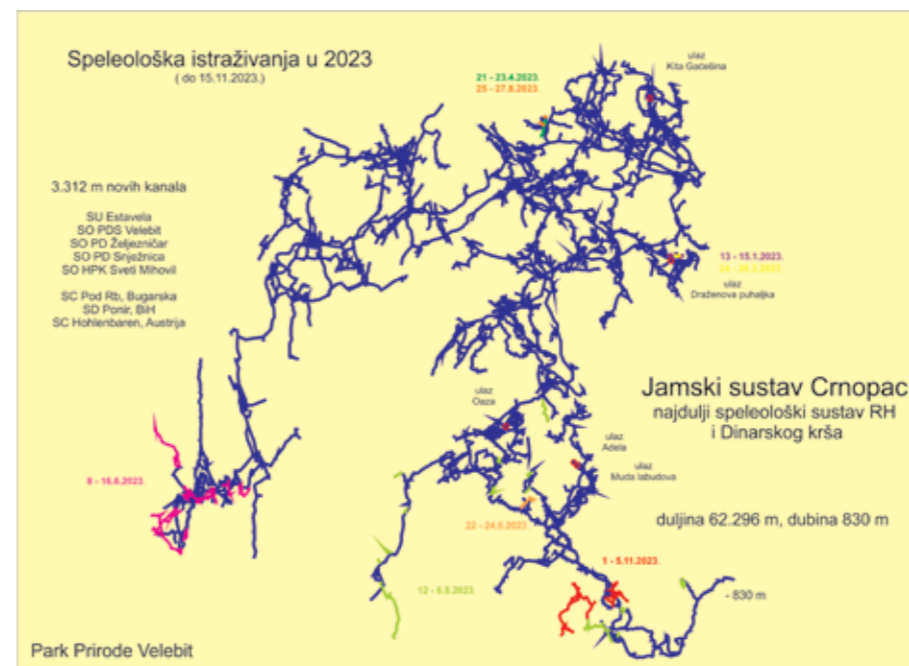 Speleološka istraživanja u 2023
( do 15.11.2023.)
21 - 23.4.2023.
25 - 27.8.2023.
ulaz
Kita Gaćešina
3.312 m novih kanala
SU Estavela
SO PDS Velebit
SO PD Željezničar
SO PD Snježnica
SO HPK Sveti Mihovil
SC Pod Rb, Bugarska
SD Ponir, BiH
SC Hohlenbaren, Austrija
13 - 15.1.2023.
ulaz
Draženova puhaljka
Jamski sustav Crnopac
najdulji speleološki sustav RH
i Dinarskog krša
ulaz
Oaza
ulaz
Adela
ulaz
Muda labudova
8 - 16.6.2023.
duljina 62.296 m, dubina 830 m
22 - 24.6.2023.
1 - 5.11.2023.
12 - 6.8.2023.
- 830 m
Park Prirode Velebit